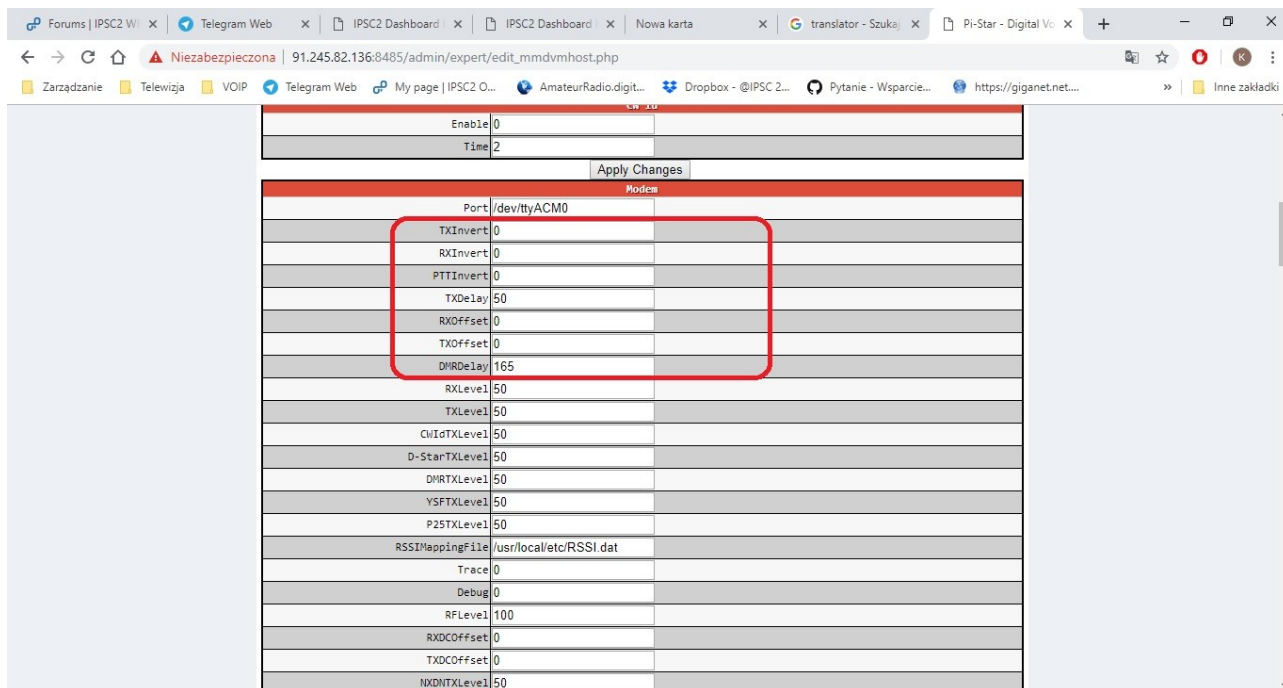 Forums | IPSC2 WI
Telegram Web
IPSC2 Dashboard
IPSC2 Dashboard
Nowa karta
translator - Szukaj
Pi-Star - Digital Vo
Niezabezpieczona | 91.245.82.136:8485/admin/expert/edit_mmdvmhost.php
Zarządzanie
Telewizja
VOIP
Telegram Web
My page | IPSC2 O...
AmateurRadio.digit...
Dropbox - @IPSC 2...
Pytanie - Wsparcie...
https://giganet.net....
»
Inne zakładki
CW Id
Enable 0
Time 2
Apply Changes
Modem
Port /dev/ttyACM0
TXInvert 0
RXInvert 0
PTTInvert 0
TXDelay 50
RXOffset 0
TXOffset 0
DMRDelay 165
RXLevel 50
TXLevel 50
CWIdTXLevel 50
D-StarTXLevel 50
DMRTXLevel 50
YSFTXLevel 50
P25TXLevel 50
RSSIMappingFile /usr/local/etc/RSSI.dat
Trace 0
Debug 0
RFLevel 100
RXDCOffset 0
TXDCOffset 0
NXDNTXLevel 50